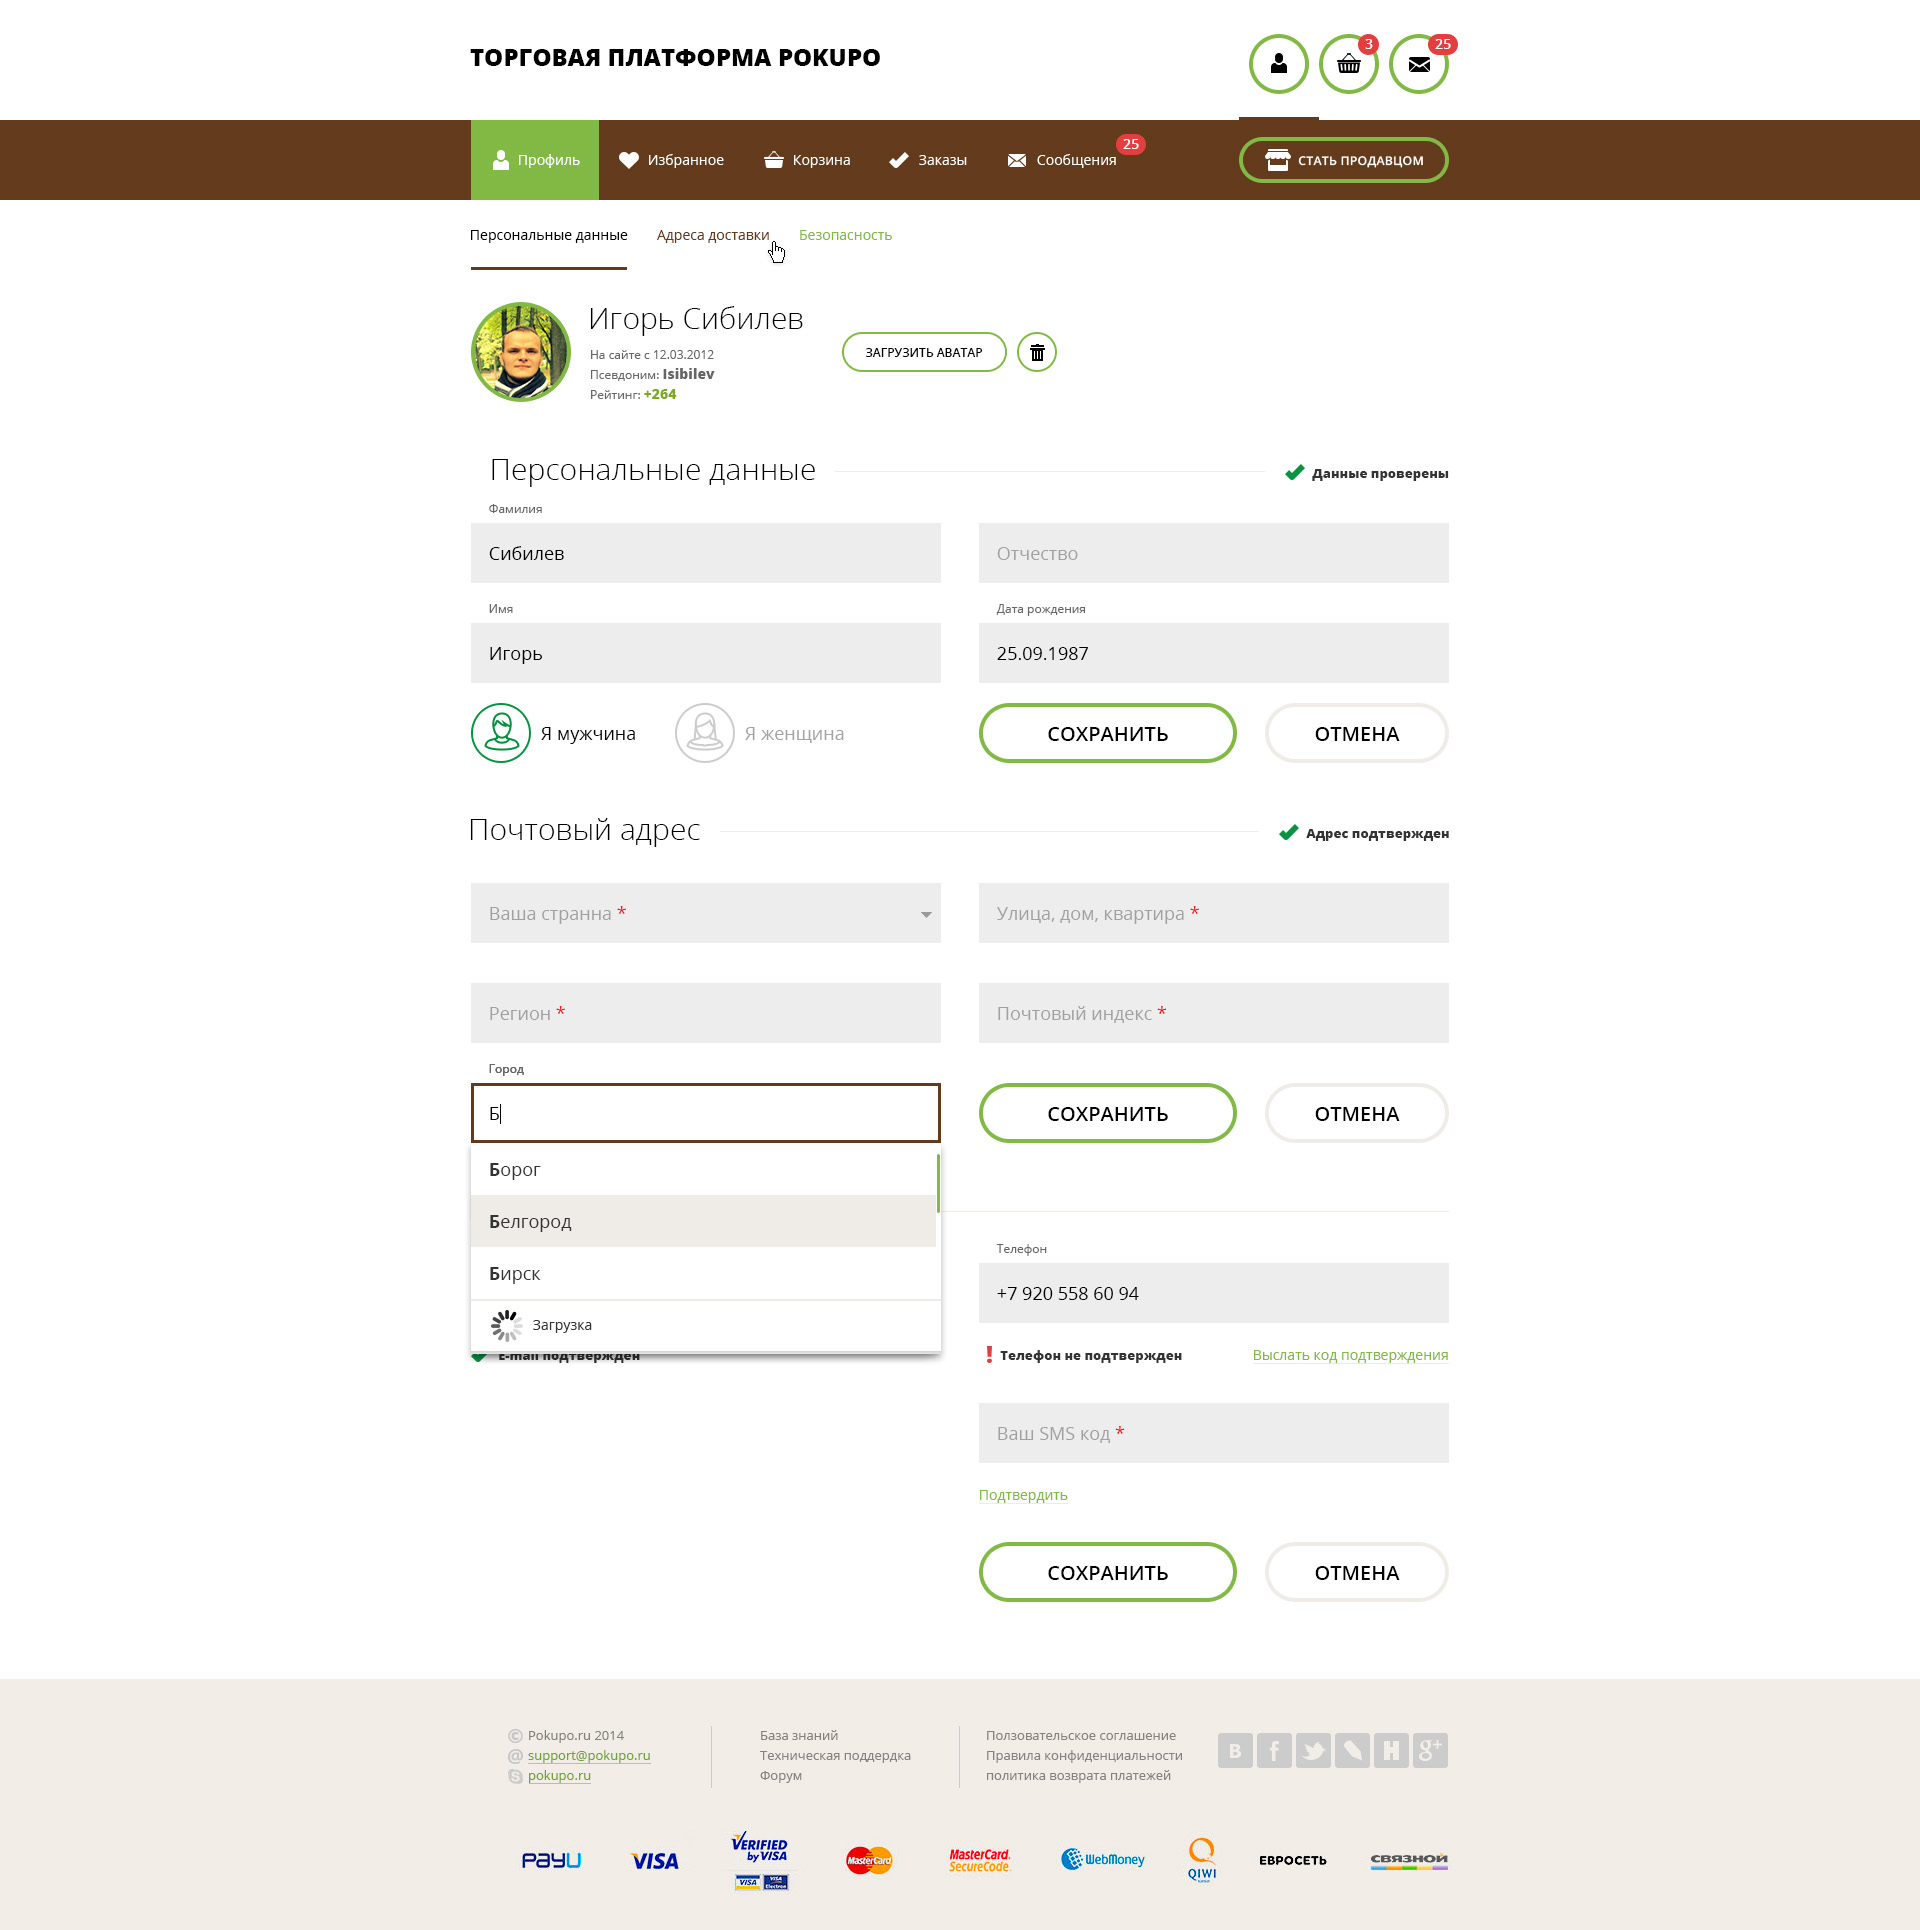 ТОРГОВАЯ ПЛАТФОРМА POKUPO
3
25
Профиль
Избранное
Корзина
Заказы
Сообщения
25
СТАТЬ ПРОДАВЦОМ
Персональные данные
Адреса доставки
Безопасность
Игорь Сибилев
На сайте с 12.03.2012
Псевдоним: Isibilev
Рейтинг: +264
ЗАГРУЗИТЬ АВАТАР
Персональные данные
Данные проверены
Фамилия
Сибилев
Отчество
Имя
Дата рождения
Игорь
25.09.1987
Я мужчина
Я женщина
СОХРАНИТЬ
ОТМЕНА
Почтовый адрес
Адрес подтвержден
Ваша странна *
Улица, дом, квартира *
Регион *
Почтовый индекс *
Город
Б
СОХРАНИТЬ
ОТМЕНА
Борог
Белгород
Бирск
Загрузка
Телефон
+7 920 558 60 94
E-mail подтвержден
Телефон не подтвержден
Выслать код подтверждения
Ваш SMS код *
Подтвердить
СОХРАНИТЬ
ОТМЕНА
© Pokupo.ru 2014
@ support@pokupo.ru
pokupo.ru
База знаний
Техническая поддердка
Форум
Ползовательское соглашение
Правила конфиденциальности
политика возврата платежей
B
f
H
g+
PAYU
VISA
VERIFIED
by VISA
VISA
VISA
Electron
MasterCard
MasterCard.
SecureCode.
WebMoney
QIWI
ЕВРОСЕТЬ
СВЯЗНОЙ